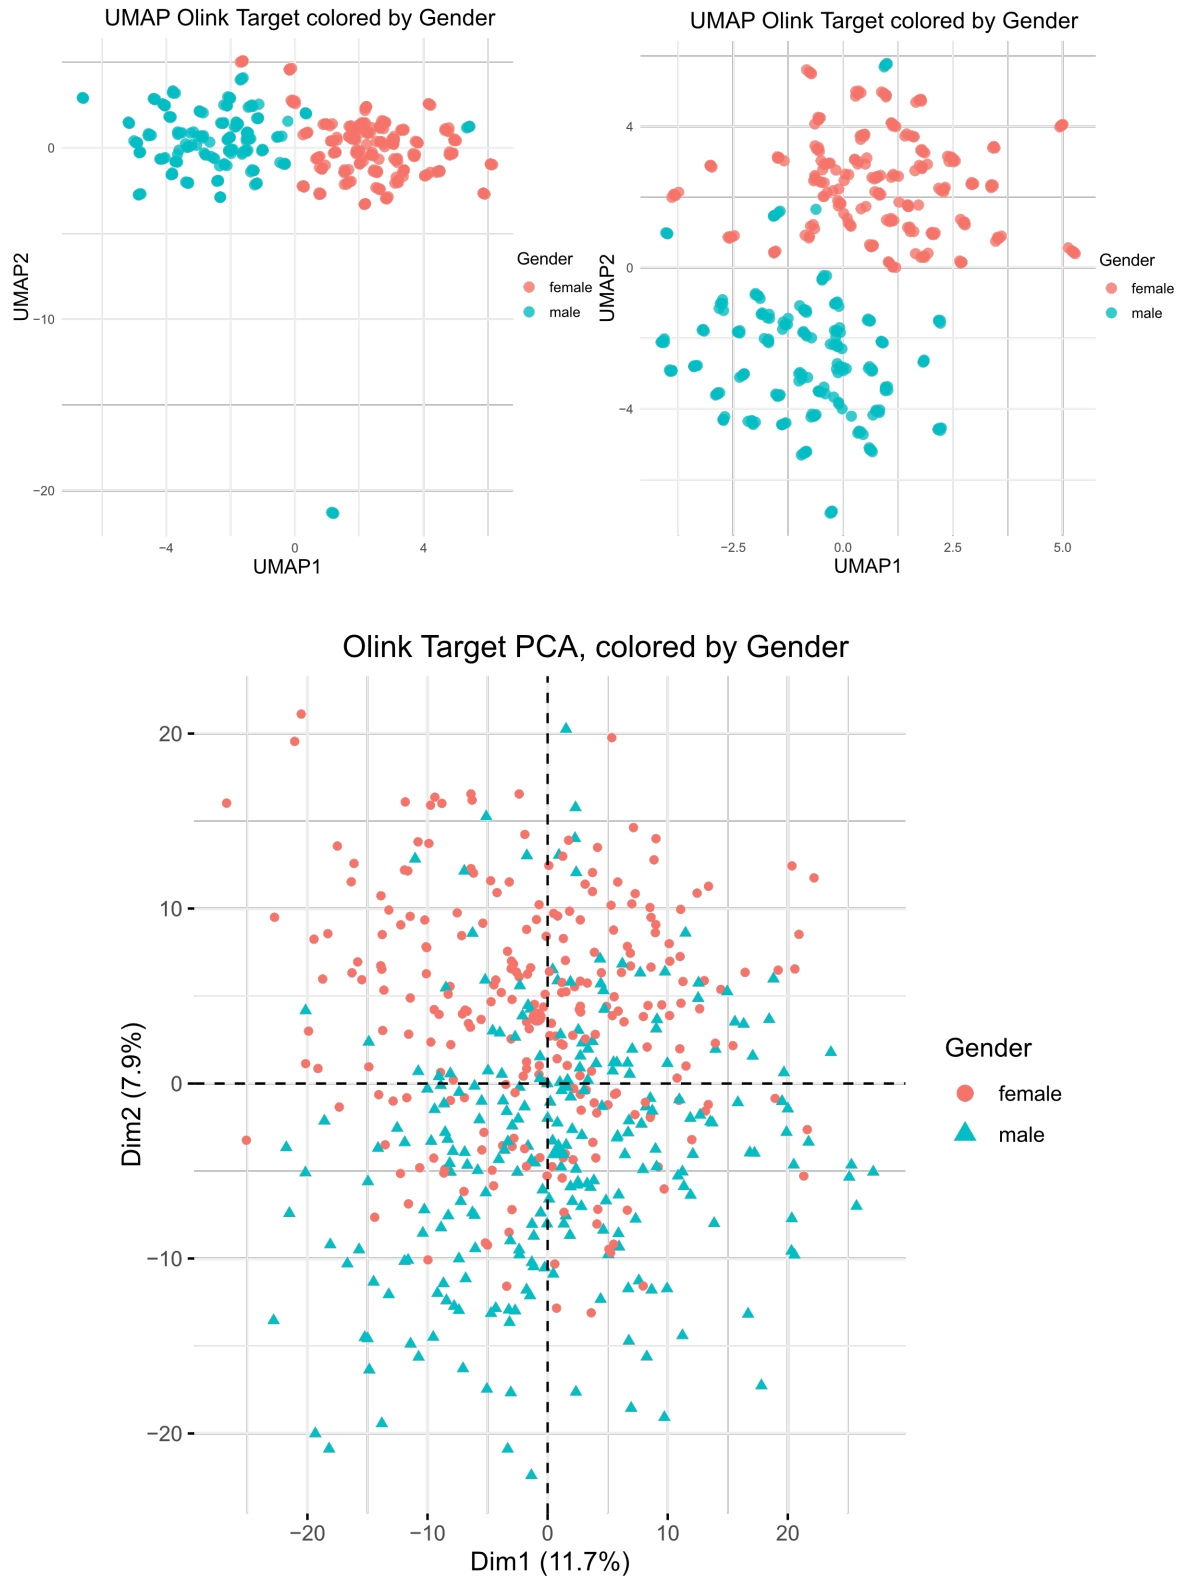 UMAP Olink Target colored by Gender
UMAP2
0
−10
−20
−4
0
4
UMAP1
Gender
female
male
UMAP Olink Target colored by Gender
UMAP2
4
0
−4
−2.5
0.0
2.5
5.0
UMAP1
Gender
female
male
Olink Target PCA, colored by Gender
Dim2 (7.9%)
20
10
0
−10
−20
−20
−10
0
10
20
Dim1 (11.7%)
Gender
female
male